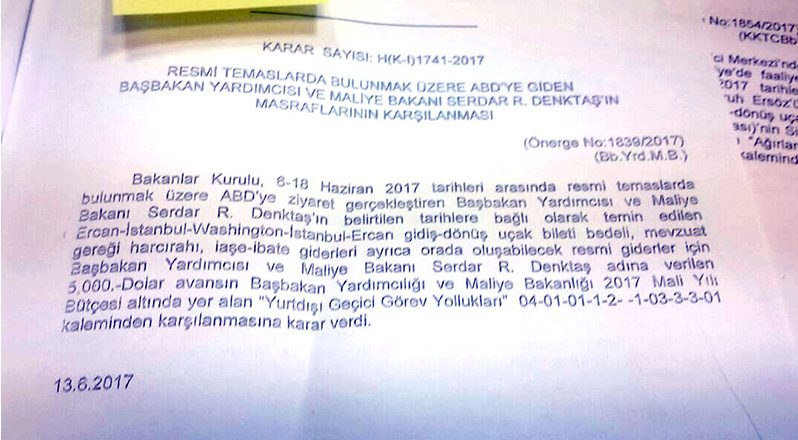 KARAR SAYISI: H(K-I)1741-2017
RESMİ TEMASLARDA BULUNMAK ÜZERE ABD'YE GİDEN
BAŞBAKAN YARDIMCISI VE MALİYE BAKANI SERDAR R. DENKTAŞ'IN
MASRAFLARININ KARŞILANMASI
(Önerge No:1839/2017)
(Bb.Yrd.M.B.)
Bakanlar Kurulu, 6-18 Haziran 2017 tarihleri arasında resmi temaslarda
bulunmak üzere ABD'ye ziyaret gerçekleştiren Başbakan Yardımcısı ve Maliye
Bakanı Serdar R. Denktaş'ın belirtilen tarihlere bağlı olarak temin edilen
Ercan-İstanbul-Washington-İstanbul-Ercan gidiş-dönüş uçak bileti bedeli, mevzuat
gereği harcırahı, iaşe-ibate giderleri ayrıca orada oluşabilecek resmi giderler için
Başbakan Yardımcısı ve Maliye Bakanı Serdar R. Denktaş adına verilen
5,000.-Dolar avansın Başbakan Yardımcılığı ve Maliye Bakanlığı 2017 Mali Yılı
Bütçesi altında yer alan "Yurtdışı Geçici Görev Yollukları" 04-01-01-1-2- -1-03-3-3-01
kaleminden karşılanmasına karar verdi.
13.6.2017
No:1854/2017)
(KKTCBb
ci Merkezi'nd
ye'de faaliye
2017 tarihle
uh Ersöz'ü
-dönüş uça
ası)'nin Si
"Ağırlar
kaleminde